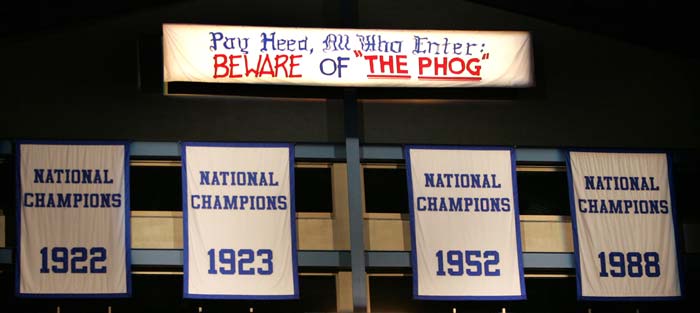 Pay Heed, All Who Enter:
BEWARE OF "THE PHOG"
NATIONAL
CHAMPIONS
1922
NATIONAL
CHAMPIONS
1923
NATIONAL
CHAMPIONS
1952
NATIONAL
CHAMPIONS
1988